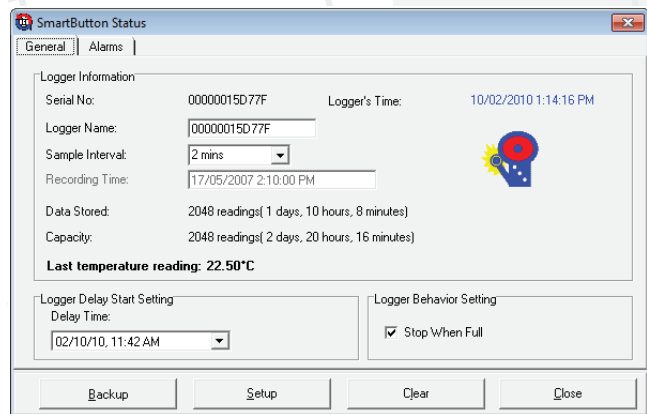 SmartButton Status
General Alarms
Logger Information
Serial No: 00000015D77F Logger's Time: 10/02/2010 1:14:16 PM
Logger Name: 00000015D77F
Sample Interval: 2 mins
Recording Time: 17/05/2007 2:10:00 PM
Data Stored: 2048 readings( 1 days, 10 hours, 8 minutes)
Capacity: 2048 readings( 2 days, 20 hours, 16 minutes)
Last temperature reading: 22.50°C
Logger Delay Start Setting Logger Behavior Setting
Delay Time:
02/10/10, 11:42 AM Stop When Full
Backup Setup Clear Close